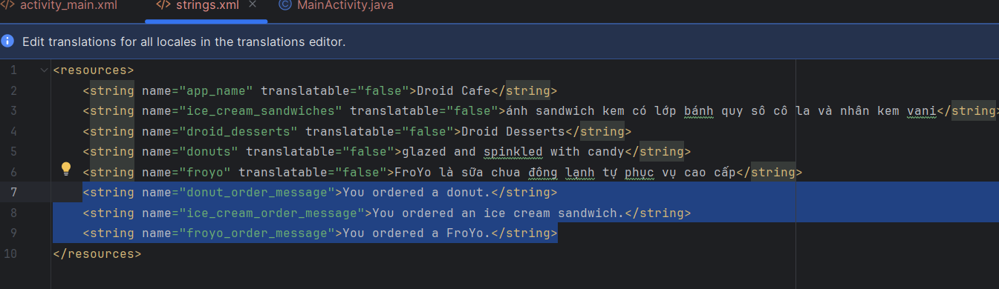 activity_main.xml strings.xml MainActivity.java
Edit translations for all locales in the translations editor.
1 <resources>
2 <string name="app_name" translatable="false">Droid Cafe</string>
3 <string name="ice_cream_sandwiches" translatable="false">ánh sandwich kem có lớp bánh quy sô cô la và nhân kem vani</string>
4 <string name="droid_desserts" translatable="false">Droid Desserts</string>
5 <string name="donuts" translatable="false">glazed and spinkled with candy</string>
6 <string name="froyo" translatable="false">FroYo là sữa chua đông lạnh tự phục vụ cao cấp</string>
7 <string name="donut_order_message">You ordered a donut.</string>
8 <string name="ice_cream_order_message">You ordered an ice cream sandwich.</string>
9 <string name="froyo_order_message">You ordered a FroYo.</string>
10 </resources>